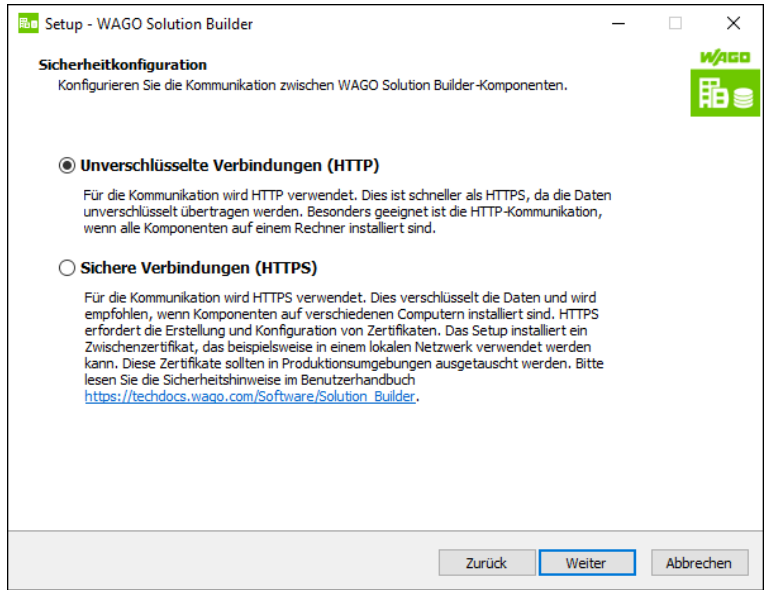 Setup - WAGO Solution Builder
Sicherheitkonfiguration
Konfigurieren Sie die Kommunikation zwischen WAGO Solution Builder-Komponenten.
WAGO
Unverschlüsselte Verbindungen (HTTP)
Für die Kommunikation wird HTTP verwendet. Dies ist schneller als HTTPS, da die Daten
unverschlüsselt übertragen werden. Besonders geeignet ist die HTTP-Kommunikation,
wenn alle Komponenten auf einem Rechner installiert sind.
Sichere Verbindungen (HTTPS)
Für die Kommunikation wird HTTPS verwendet. Dies verschlüsselt die Daten und wird
empfohlen, wenn Komponenten auf verschiedenen Computern installiert sind. HTTPS
erfordert die Erstellung und Konfiguration von Zertifikaten. Das Setup installiert ein
Zwischenzertifikat, das beispielsweise in einem lokalen Netzwerk verwendet werden
kann. Diese Zertifikate sollten in Produktionsumgebungen ausgetauscht werden. Bitte
lesen Sie die Sicherheitshinweise im Benutzerhandbuch
https://techdocs.wago.com/Software/Solution_Builder.
Zurück Weiter Abbrechen